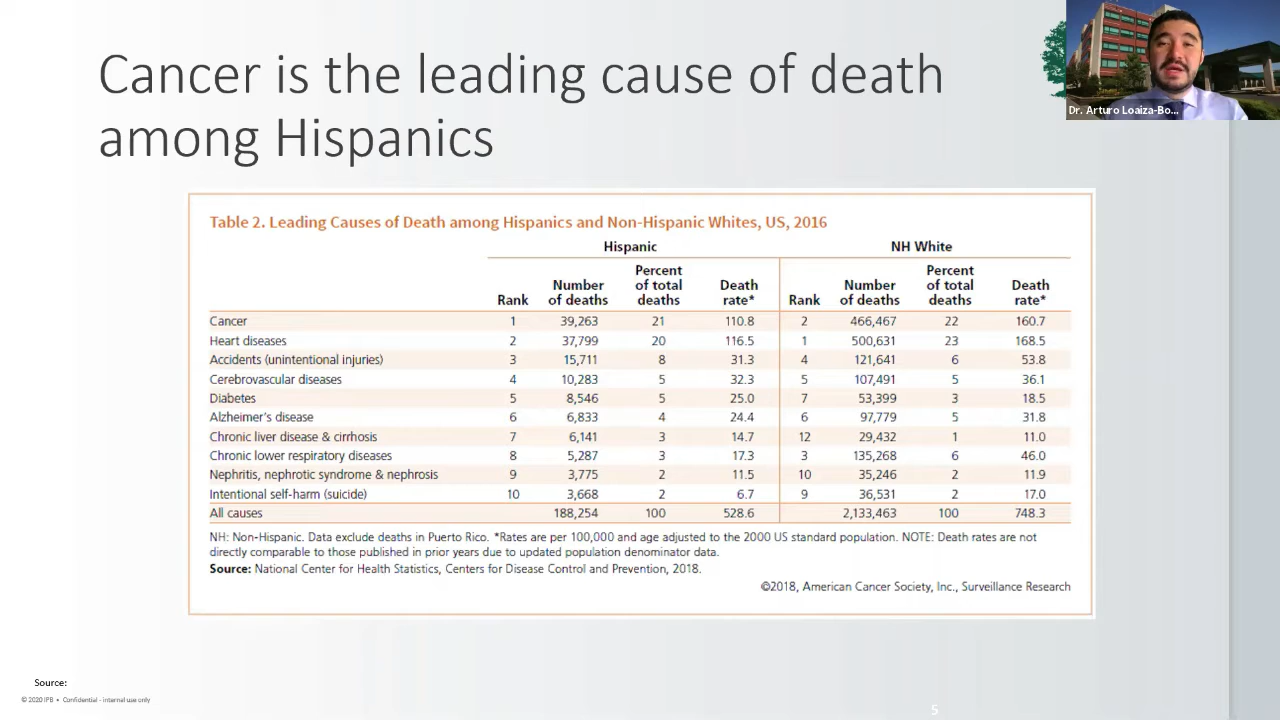 Cancer is the leading cause of death
among Hispanics
Dr. Arturo Loaiza-Bo...
Table 2. Leading Causes of Death among Hispanics and Non-Hispanic Whites, US, 2016
Hispanic NH White
Rank Number of deaths Percent of total deaths Death rate* Rank Number of deaths Percent of total deaths Death rate*
Cancer 1 39,263 21 110.8 2 466,467 22 160.7
Heart diseases 2 37,799 20 116.5 1 500,631 23 168.5
Accidents (unintentional injuries) 3 15,711 8 31.3 4 121,641 6 53.8
Cerebrovascular diseases 4 10,283 5 32.3 5 107,491 5 36.1
Diabetes 5 8,546 5 25.0 7 53,399 3 18.5
Alzheimer's disease 6 6,833 4 24.4 6 97,779 5 31.8
Chronic liver disease & cirrhosis 7 6,141 3 14.7 12 29,432 1 11.0
Chronic lower respiratory diseases 8 5,287 3 17.3 3 135,268 6 46.0
Nephritis, nephrotic syndrome & nephrosis 9 3,775 2 11.5 10 35,246 2 11.9
Intentional self-harm (suicide) 10 3,668 2 6.7 9 36,531 2 17.0
All causes 188,254 100 528.6 2,133,463 100 748.3
NH: Non-Hispanic. Data exclude deaths in Puerto Rico. *Rates are per 100,000 and age adjusted to the 2000 US standard population. NOTE: Death rates are not
directly comparable to those published in prior years due to updated population denominator data.
Source: National Center for Health Statistics, Centers for Disease Control and Prevention, 2018.
©2018, American Cancer Society, Inc., Surveillance Research
Source:
© 2020 IPB • Confidential - internal use only
5